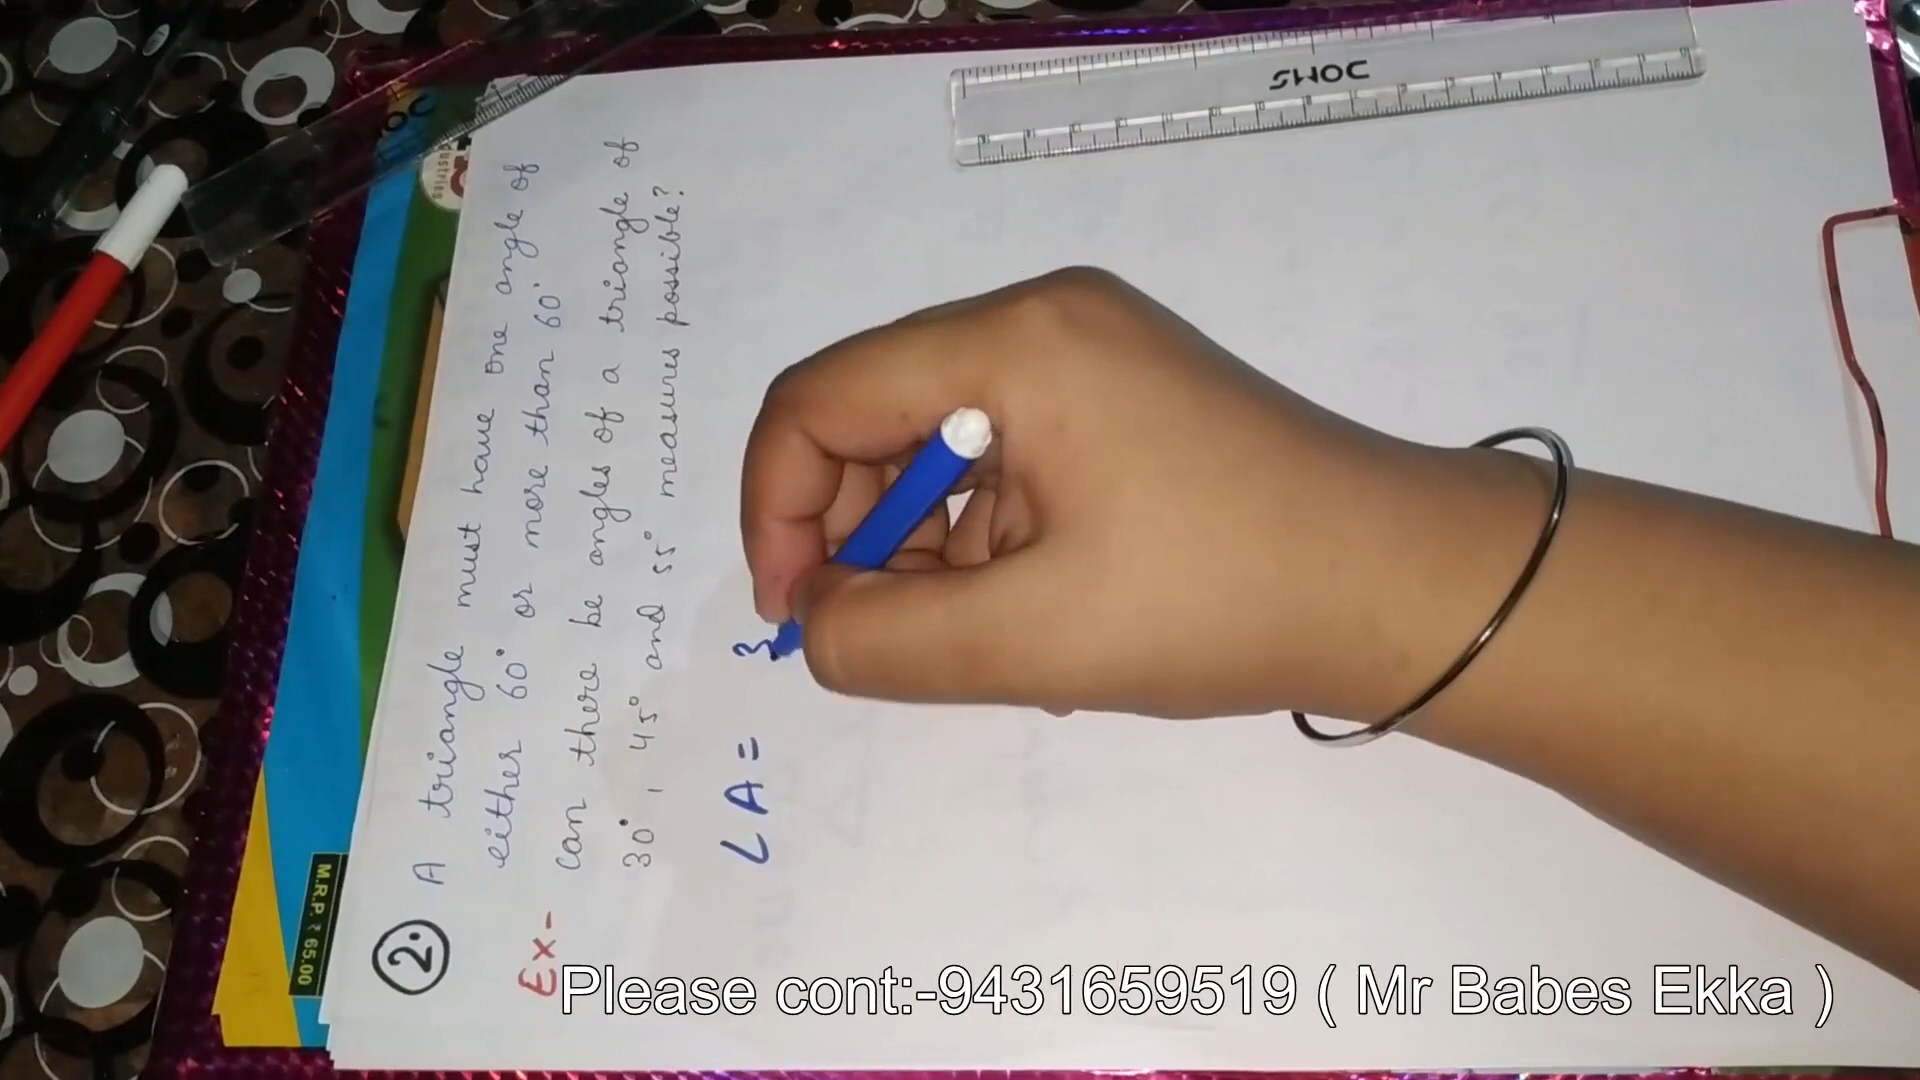 2. A triangle must have one angle of
either 60° or more than 60°
Ex- Can there be angles of a triangle of
30°, 45° and 55° measures possible?
∠A = 3
DOMS
M.R.P. ₹ 65.00
Please cont:-9431659519 ( Mr Babes Ekka )